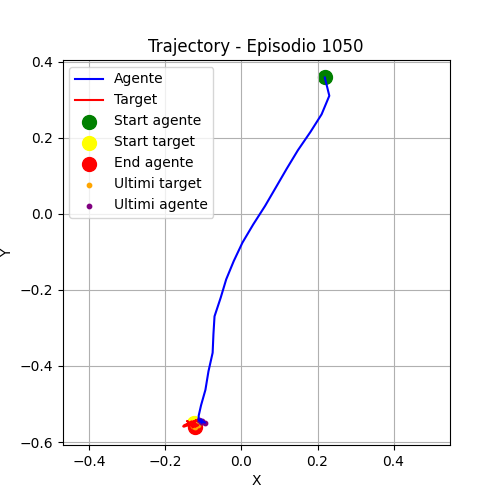 Trajectory - Episodio 1050
Agente
Target
Start agente
Start target
End agente
Ultimi target
Ultimi agente
0.4
0.2
0.0
−0.2
−0.4
−0.6
Y
−0.4
−0.2
0.0
0.2
0.4
X